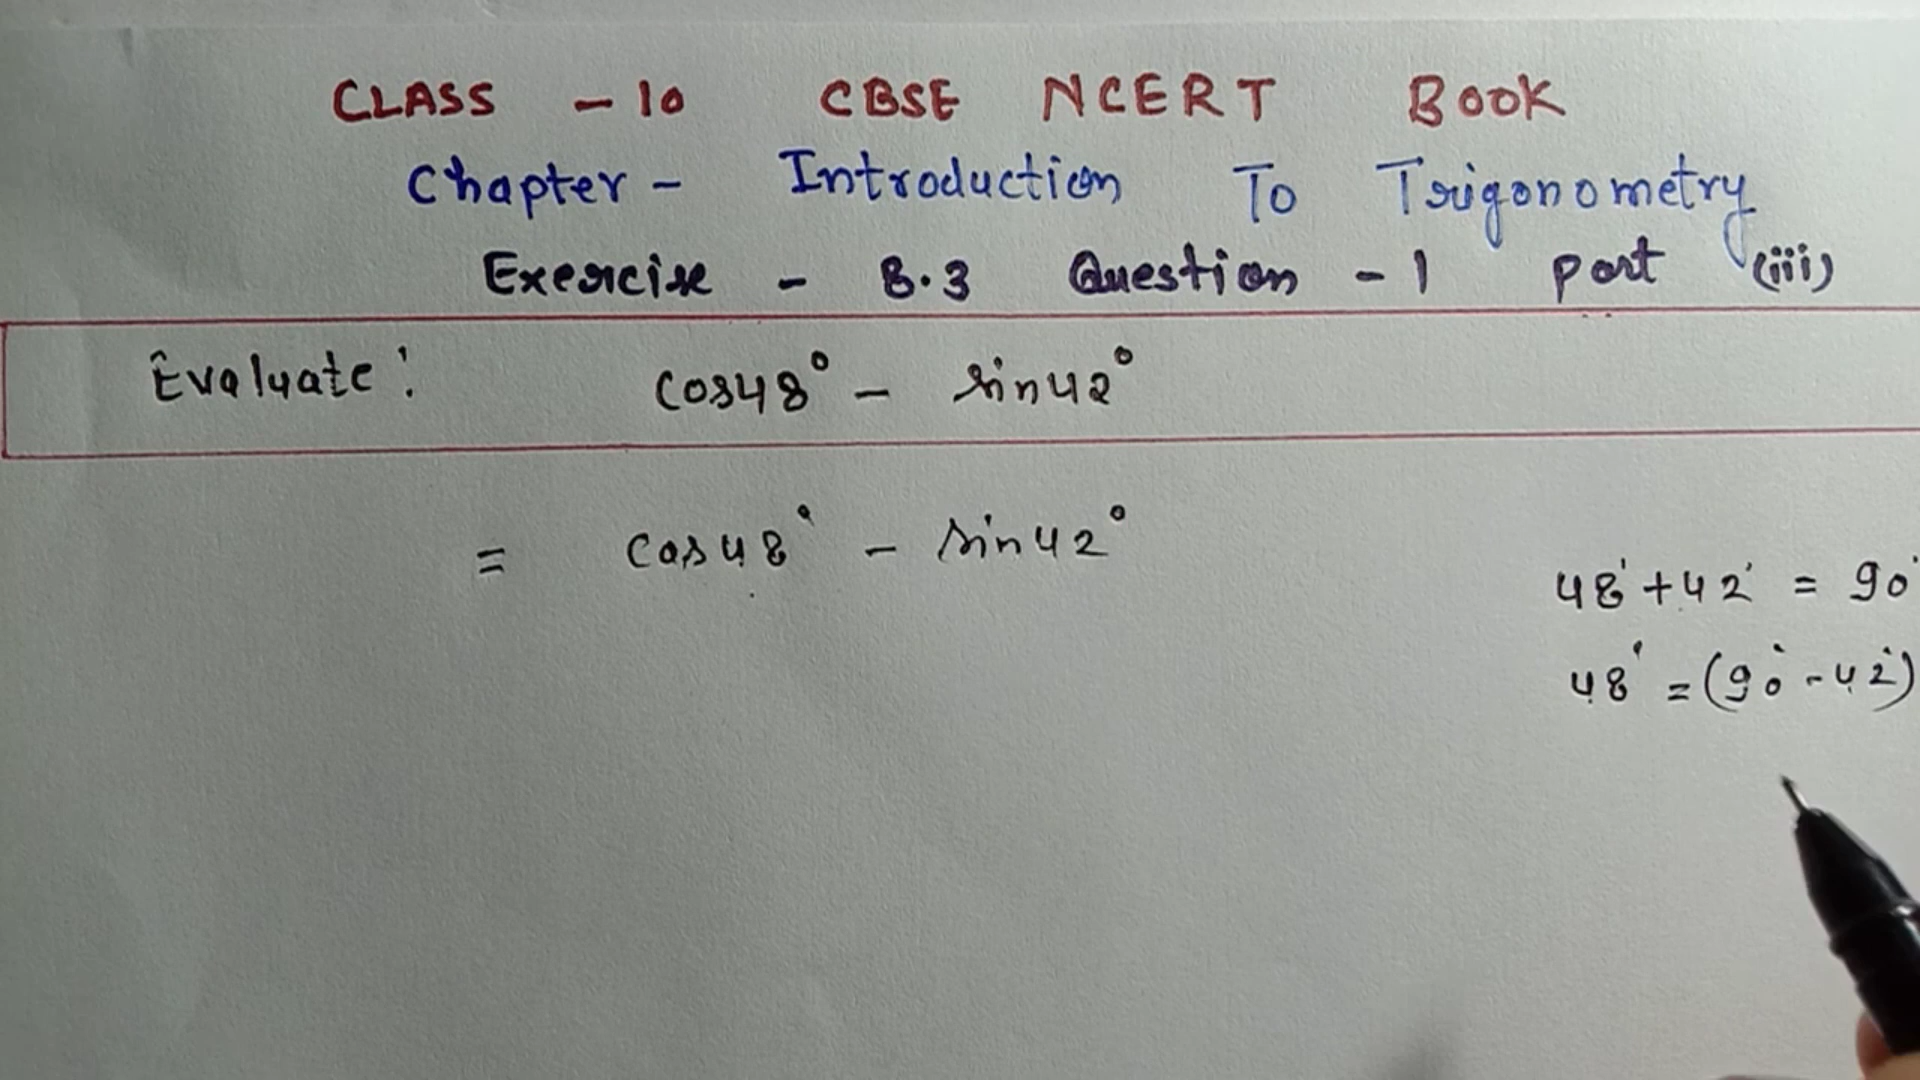 CLASS - 10 CBSE NCERT BOOK
Chapter - Introduction To Trigonometry
Exercise - 8.3 Question - 1 part (iii)
Evaluate: cos48° - sin42°
= cos48° - sin42°
48° + 42° = 90°
48° = (90° - 42°)